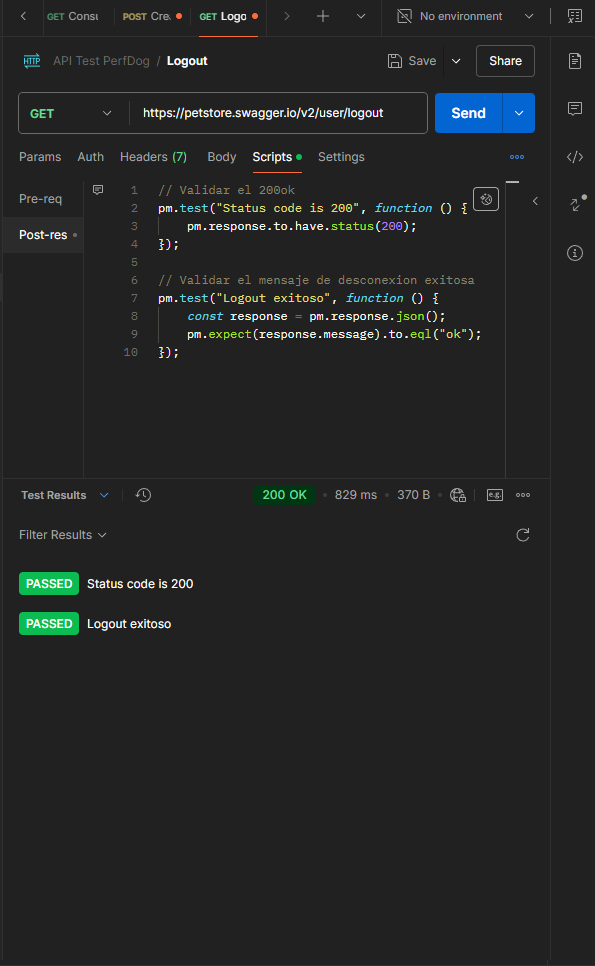 GET Consu
POST Cre
GET Logo
No environment
HTTP API Test PerfDog / Logout
Save
Share
GET
https://petstore.swagger.io/v2/user/logout
Send
Params Auth Headers (7) Body Scripts Settings
Pre-req
Post-res
1 // Validar el 200ok
2 pm.test("Status code is 200", function () {
3 pm.response.to.have.status(200);
4 });
5
6 // Validar el mensaje de desconexion exitosa
7 pm.test("Logout exitoso", function () {
8 const response = pm.response.json();
9 pm.expect(response.message).to.eql("ok");
10 });
Test Results
200 OK • 829 ms • 370 B
e.g.
Filter Results
PASSED Status code is 200
PASSED Logout exitoso